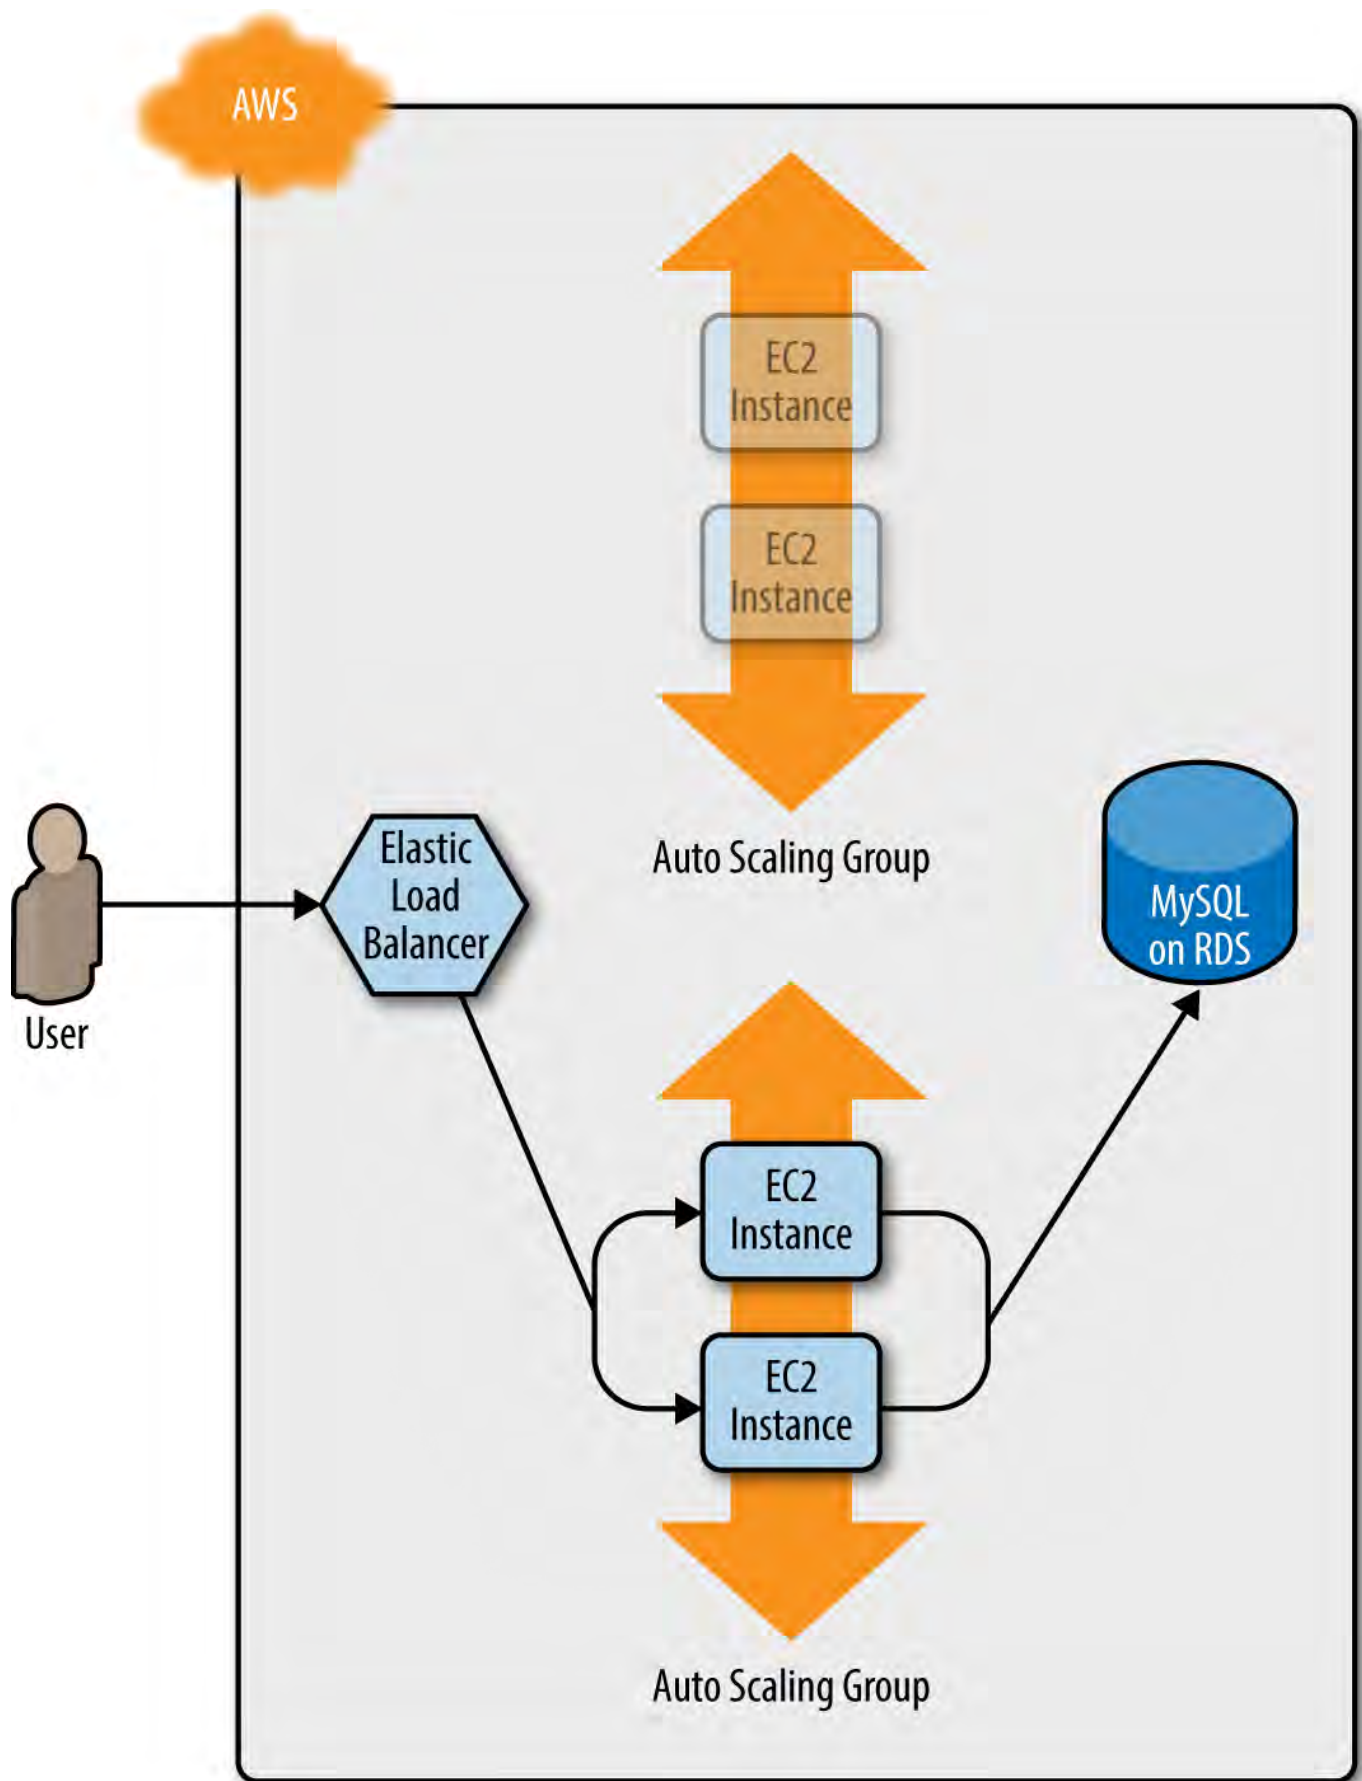 AWS
EC2
Instance
EC2
Instance
Auto Scaling Group
Elastic
Load
Balancer
MySQL
on RDS
User
EC2
Instance
EC2
Instance
Auto Scaling Group